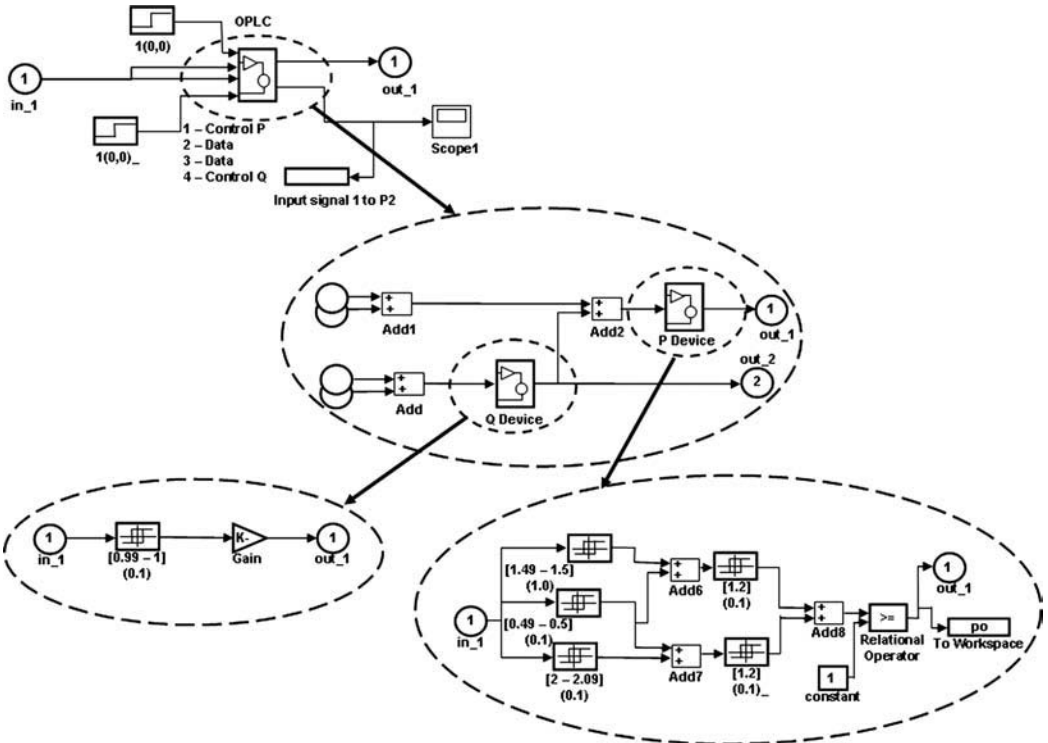 OPLC
1(0,0)
1
in_1
1
out_1
1(0,0)_
1 – Control P
2 – Data
3 – Data
4 – Control Q
Scope1
Input signal 1 to P2
+
+
Add1
+
+
Add2
P Device
1
out_1
+
+
Add
Q Device
out_2
2
1
in_1
[0.99 – 1]
(0.1)
K-
Gain
1
out_1
1
in_1
[1.49 – 1.5]
(1.0)
[0.49 – 0.5]
(0.1)
[2 – 2.09]
(0.1)
+
+
Add6
+
+
Add7
[1.2]
(0.1)
[1.2]
(0.1)_
+
+
Add8
>=
Relational
Operator
1
constant
1
out_1
po
To Workspace